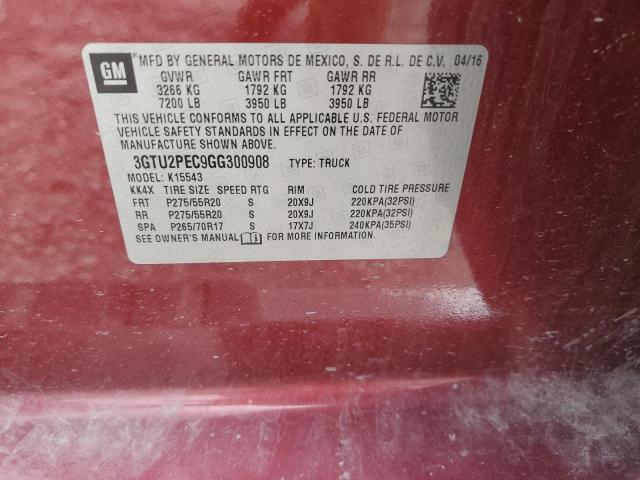 GM
MFD BY GENERAL MOTORS DE MEXICO, S. DE R.L. DE C.V. 04/16
GVWR GAWR FRT GAWR RR
3266 KG 1792 KG 1792 KG
7200 LB 3950 LB 3950 LB
THIS VEHICLE CONFORMS TO ALL APPLICABLE U.S. FEDERAL MOTOR
VEHICLE SAFETY STANDARDS IN EFFECT ON THE DATE OF
MANUFACTURE SHOWN ABOVE.
3GTU2PEC9GG300908 TYPE: TRUCK
MODEL: K15543
KK4X TIRE SIZE SPEED RTG RIM COLD TIRE PRESSURE
FRT P275/55R20 S 20X9J 220KPA(32PSI)
RR P275/55R20 S 20X9J 220KPA(32PSI)
SPA P265/70R17 S 17X7J 240KPA(35PSI)
SEE OWNER'S MANUAL FOR MORE INFORMATION.